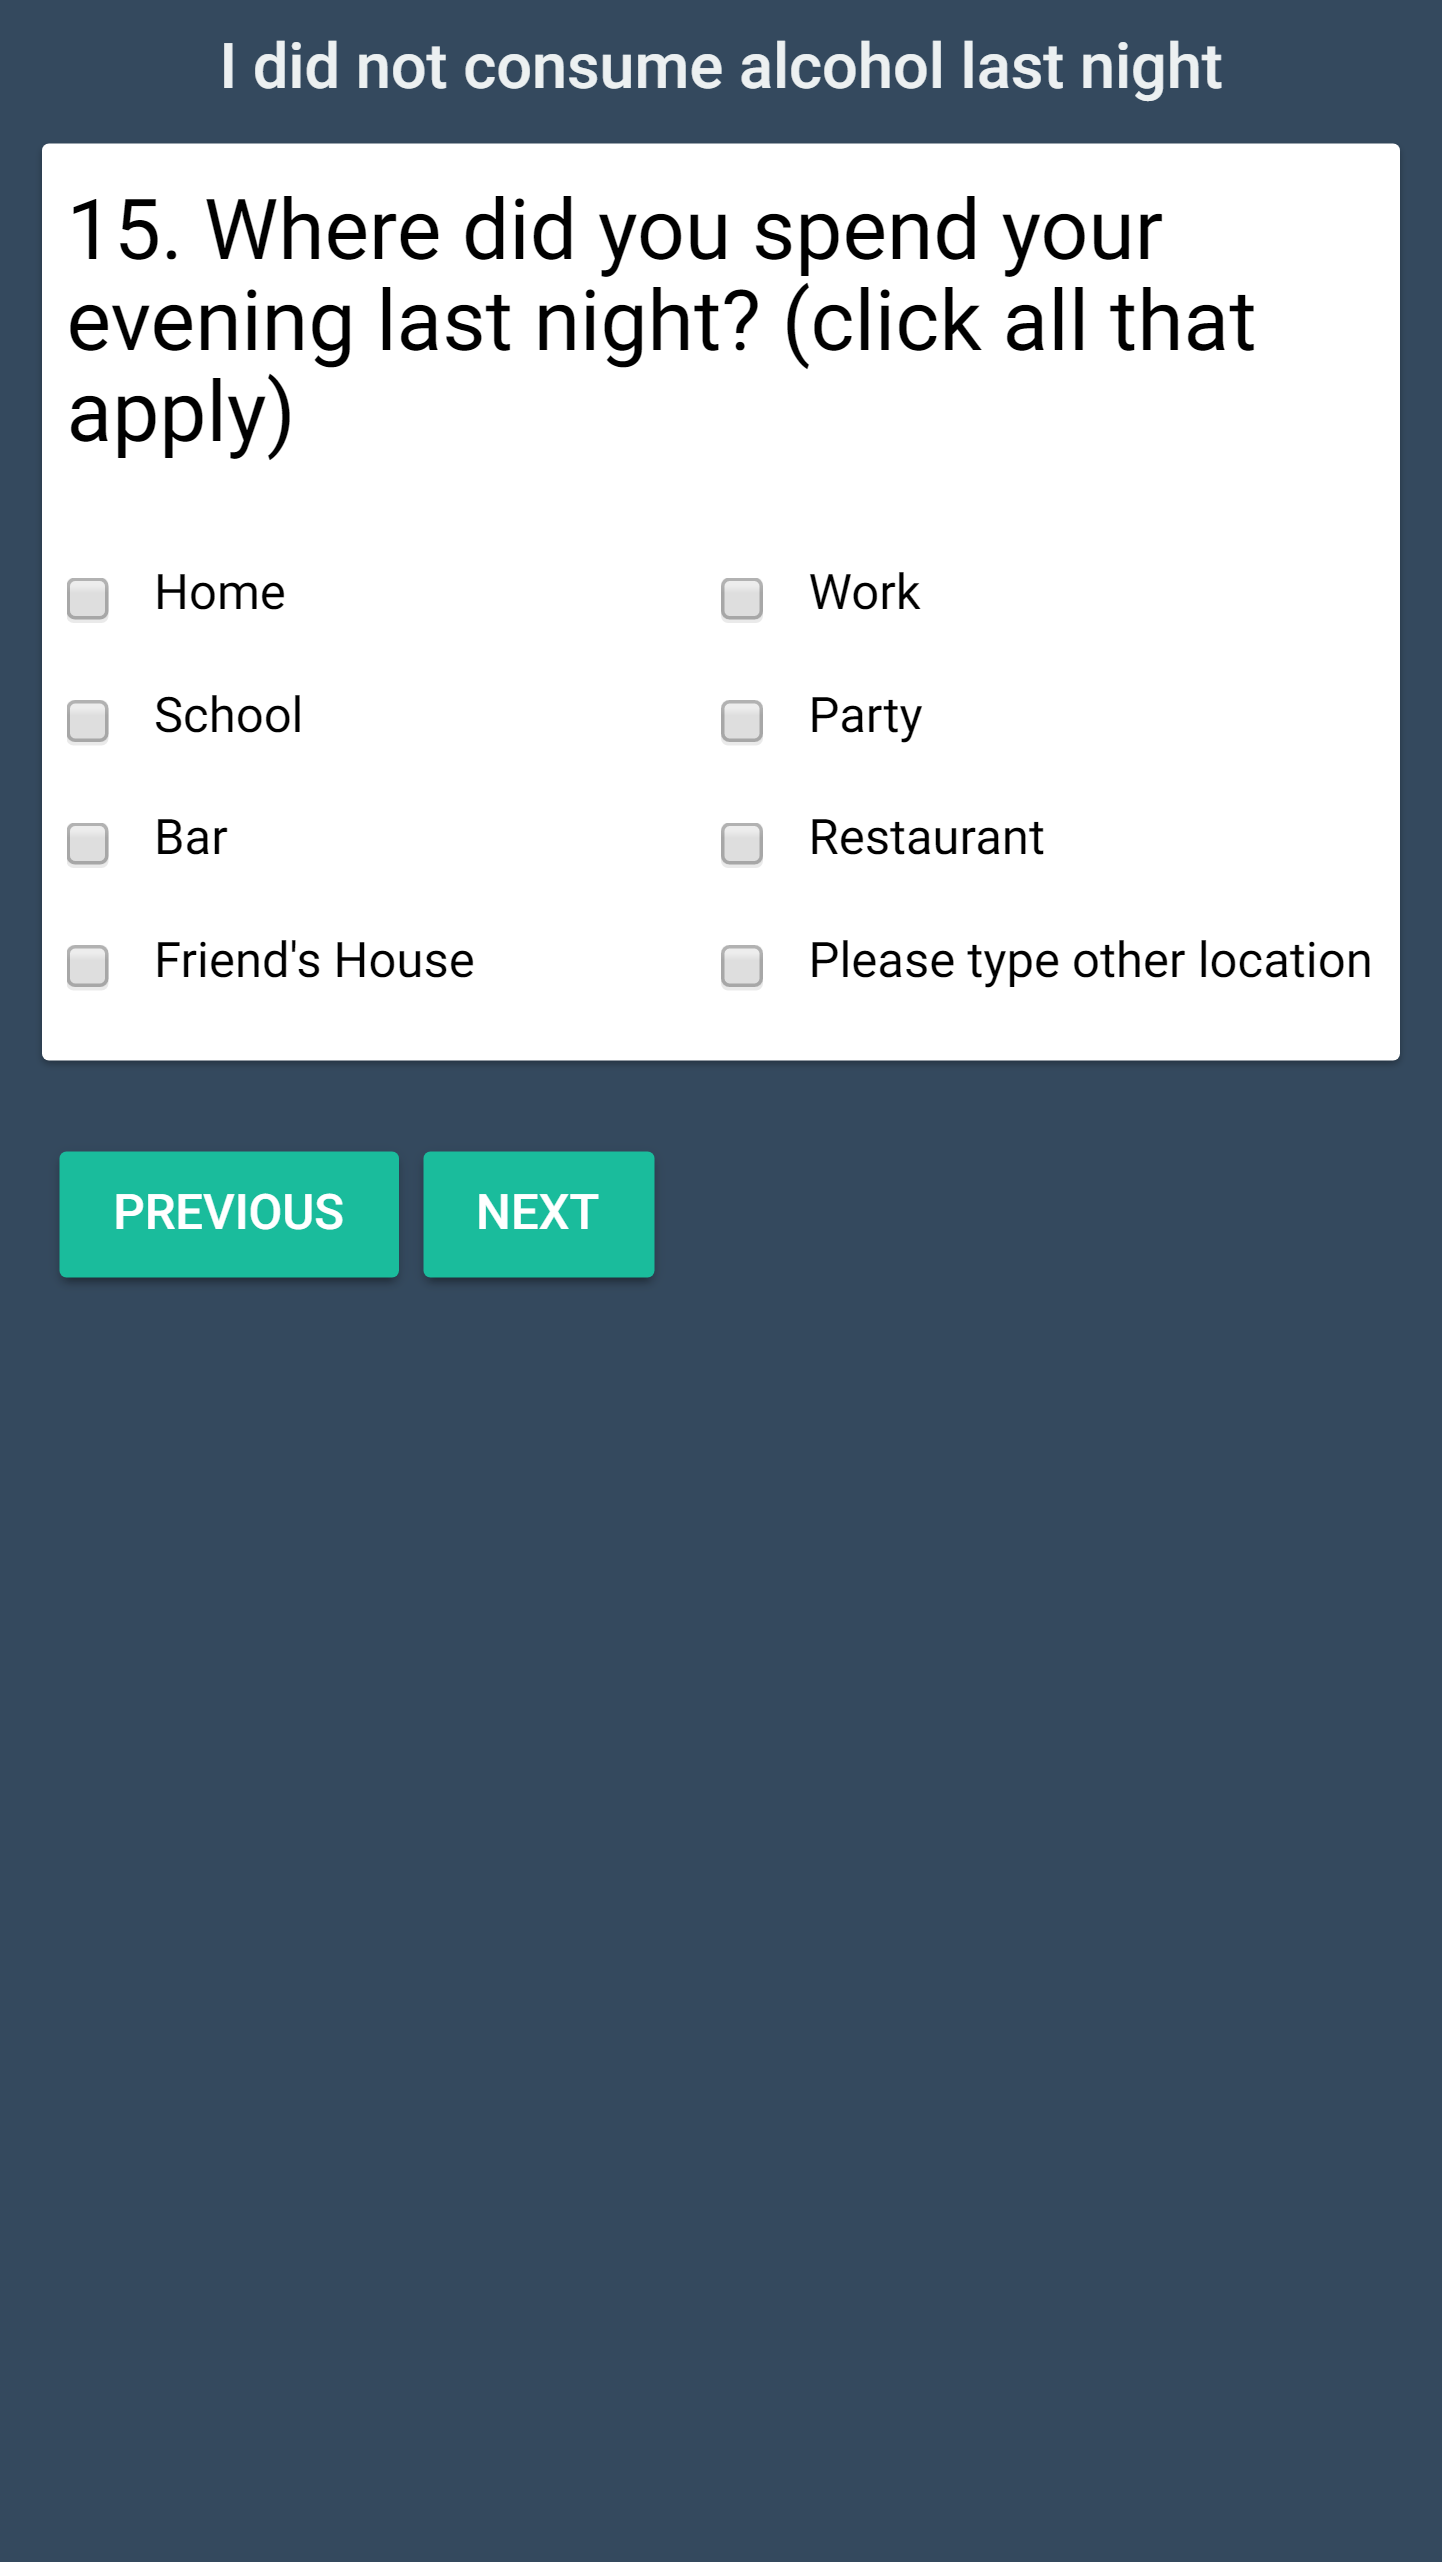 I did not consume alcohol last night
15. Where did you spend your
evening last night? (click all that
apply)
Home
Work
School
Party
Bar
Restaurant
Friend's House
Please type other location
PREVIOUS
NEXT